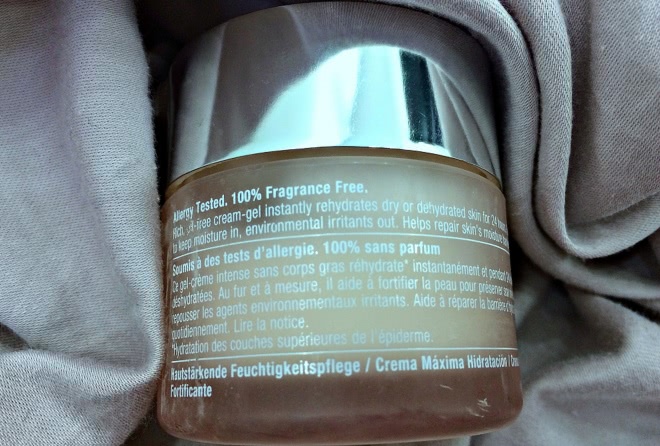 Allergy Tested. 100% Fragrance Free.
Rich, oil-free cream-gel instantly rehydrates dry or dehydrated skin for 24
to keep moisture in, environmental irritants out. Helps repair skin's moisture
Soumis à des tests d'allergie. 100% sans parfum
Ce gel-crème intense sans corps gras réhydrate* instantanément et pendant
déshydratées. Au fur et à mesure, il aide à fortifier la peau pour préserver son
repousser les agents environnementaux irritants. Aide à réparer la barrière
quotidiennement. Lire la notice.
*Hydratation des couches supérieures de l'épiderme.
Hautstärkende Feuchtigkeitspflege / Crema Máxima Hidratación
Fortificante